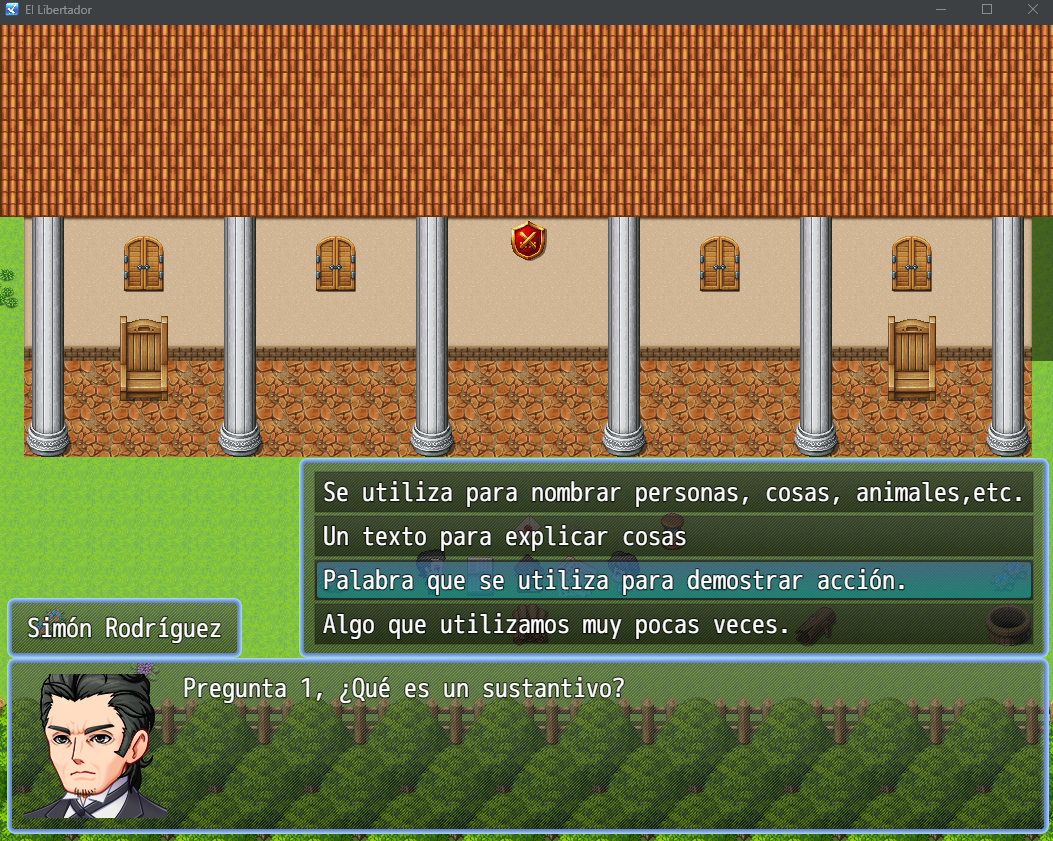 El Libertador
Se utiliza para nombrar personas, cosas, animales,etc.
Un texto para explicar cosas
Palabra que se utiliza para demostrar acción.
Algo que utilizamos muy pocas veces.
Simón Rodríguez
Pregunta 1, ¿Qué es un sustantivo?